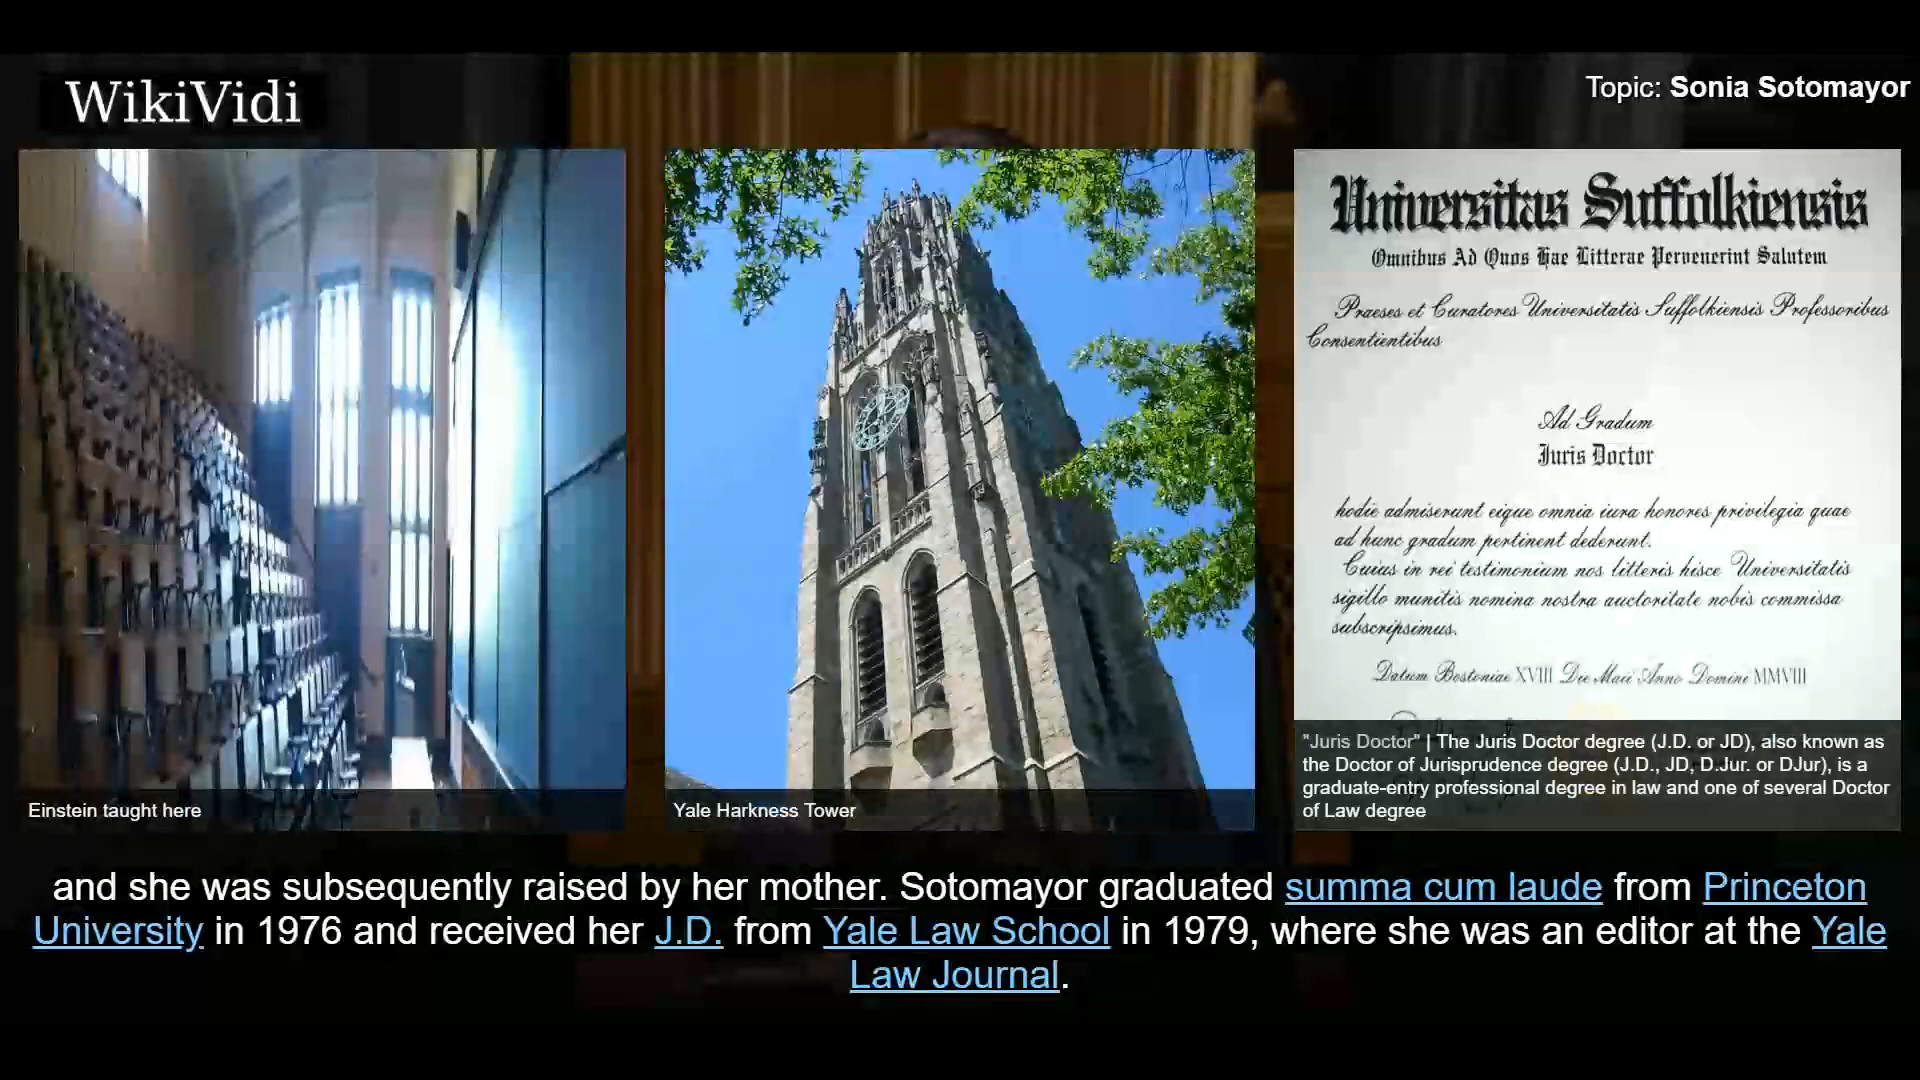 WikiVidi
Topic: Sonia Sotomayor
Einstein taught here
Yale Harkness Tower
Universitas Suffolkiensis
Omnibus Ad Quos Hae Litterae Pervenerint Salutem
Praeses et Curatores Universitatis Suffolkiensis Professoribus
Consentientibus
Ad Gradum
Juris Doctor
hodie admiserunt eique omnia iura honores privilegia quae
ad hunc gradum pertinent dederunt.
Cuius in rei testimonium nos litteris hisce Universitatis
sigillo munitis nomina nostra auctoritate nobis commissa
subscripsimus.
Datum Bostoniae XVIII Die Maii Anno Domini MMVIII
"Juris Doctor" | The Juris Doctor degree (J.D. or JD), also known as
the Doctor of Jurisprudence degree (J.D., JD, D.Jur. or DJur), is a
graduate-entry professional degree in law and one of several Doctor
of Law degree
and she was subsequently raised by her mother. Sotomayor graduated summa cum laude from Princeton
University in 1976 and received her J.D. from Yale Law School in 1979, where she was an editor at the Yale
Law Journal.